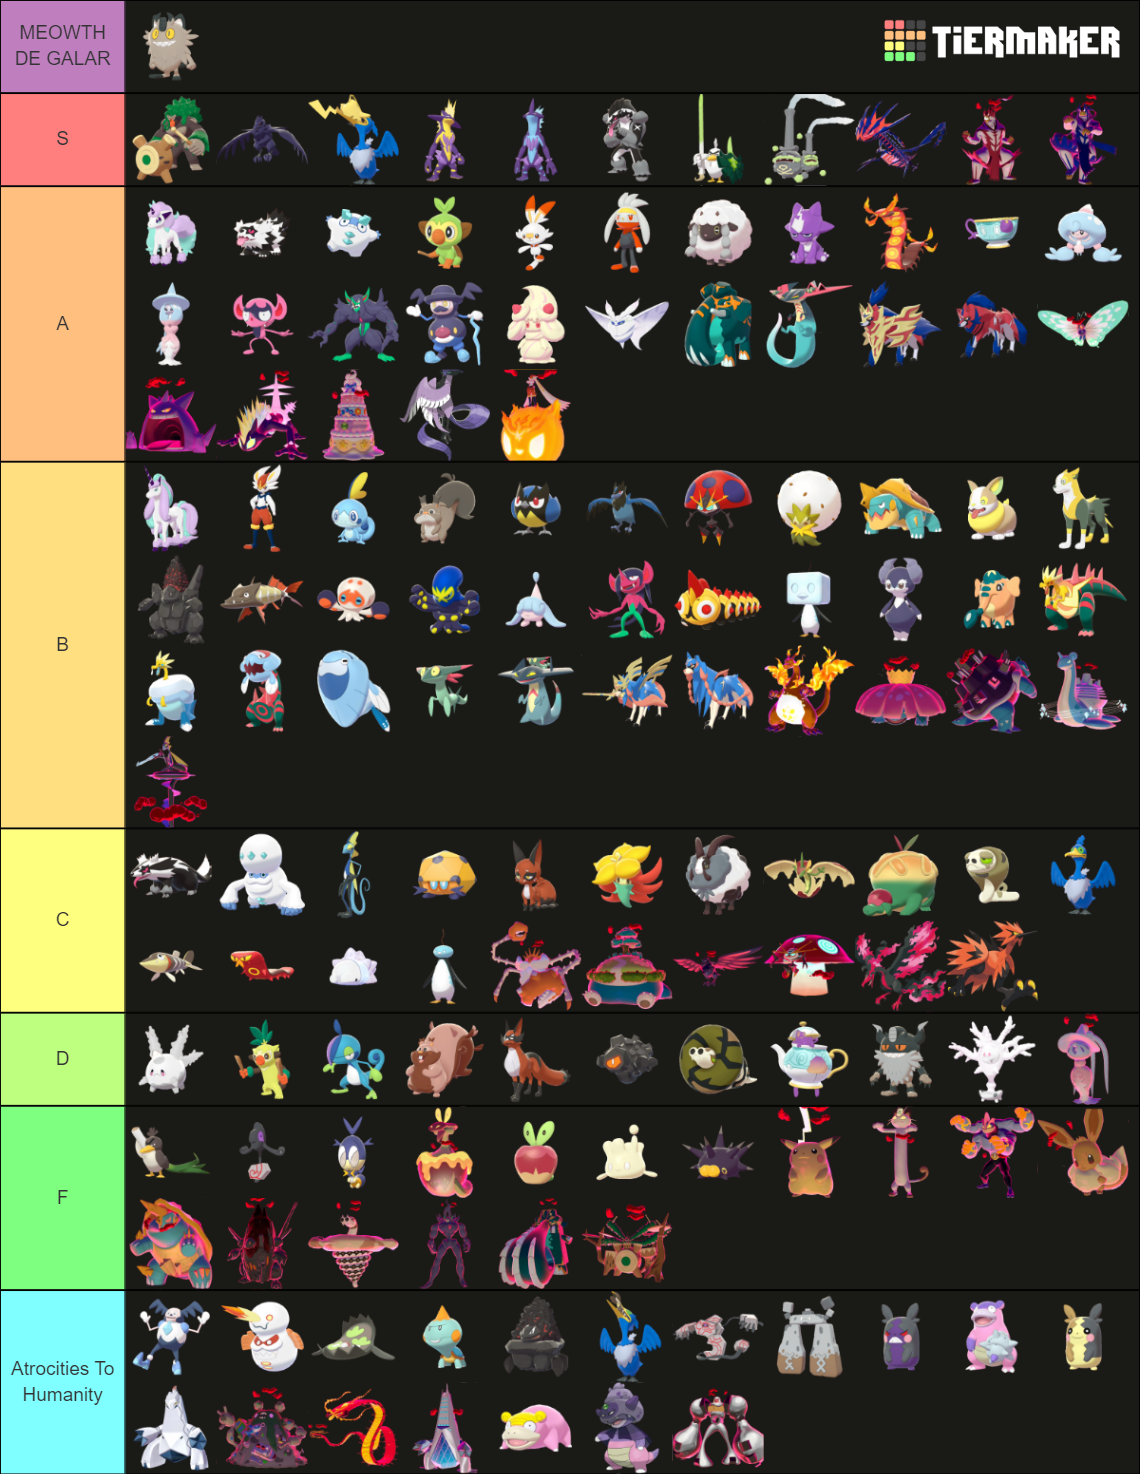 MEOWTH
DE GALAR
TiERMAKER
S
A
B
C
D
F
Atrocities To
Humanity